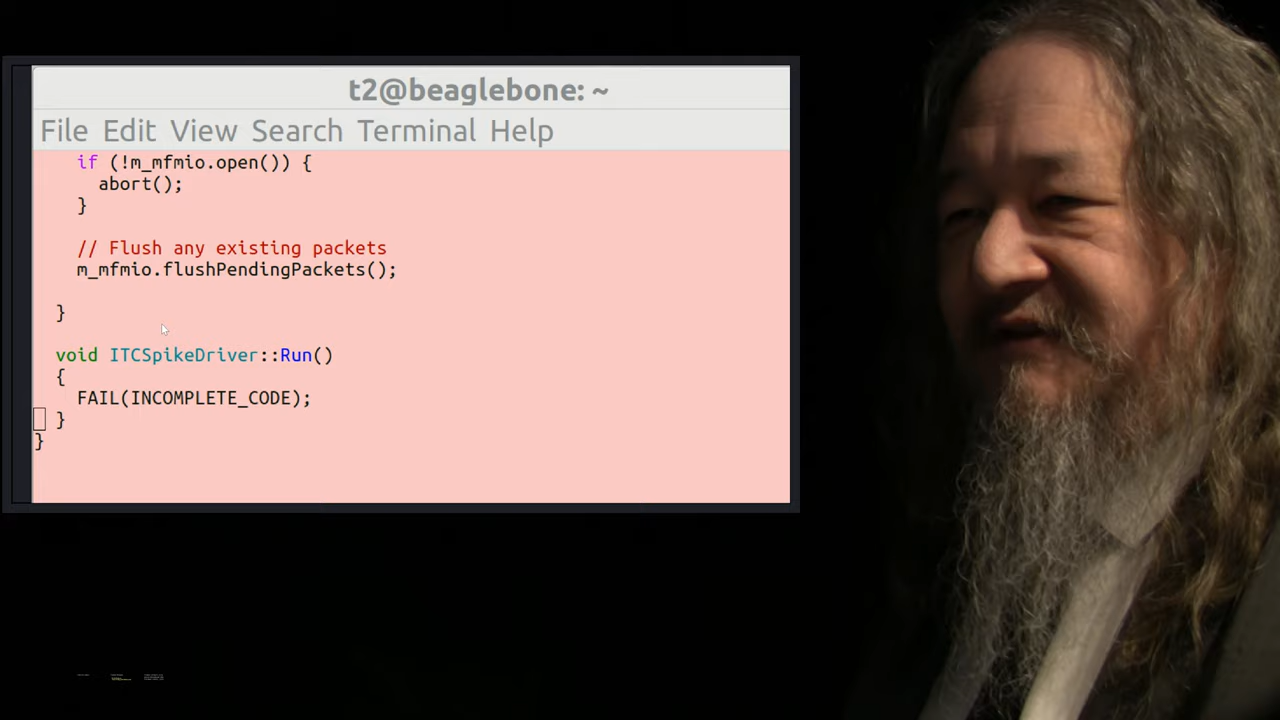 t2@beaglebone: ~
File Edit View Search Terminal Help
if (!m_mfmio.open()) {
abort();
}
// Flush any existing packets
m_mfmio.flushPendingPackets();
}
void ITCSpikeDriver::Run()
{
FAIL(INCOMPLETE_CODE);
}
}